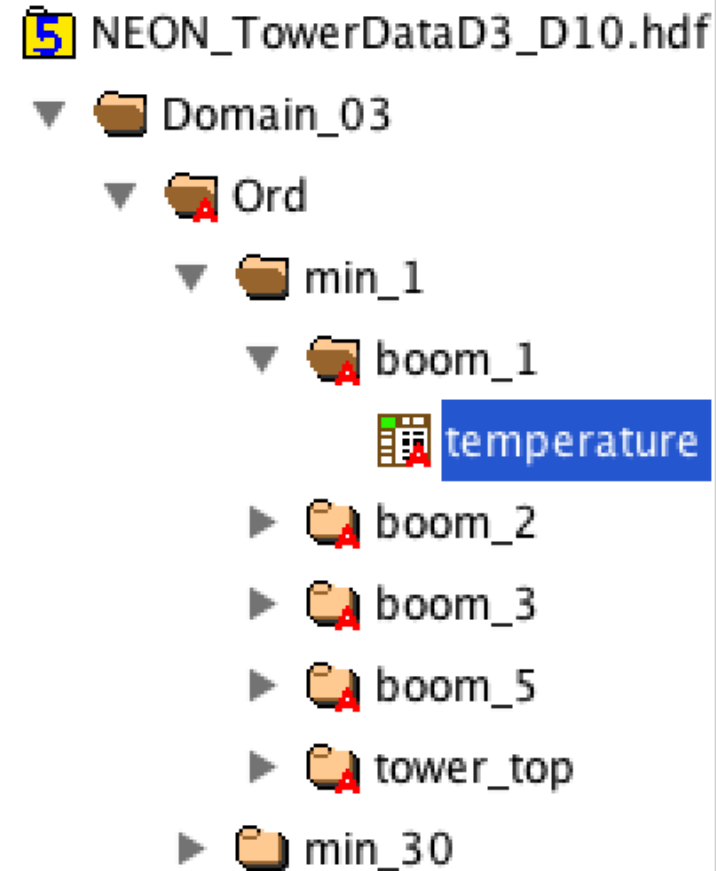 NEON_TowerDataD3_D10.hdf
Domain_03
Ord
min_1
boom_1
temperature
boom_2
boom_3
boom_5
tower_top
min_30